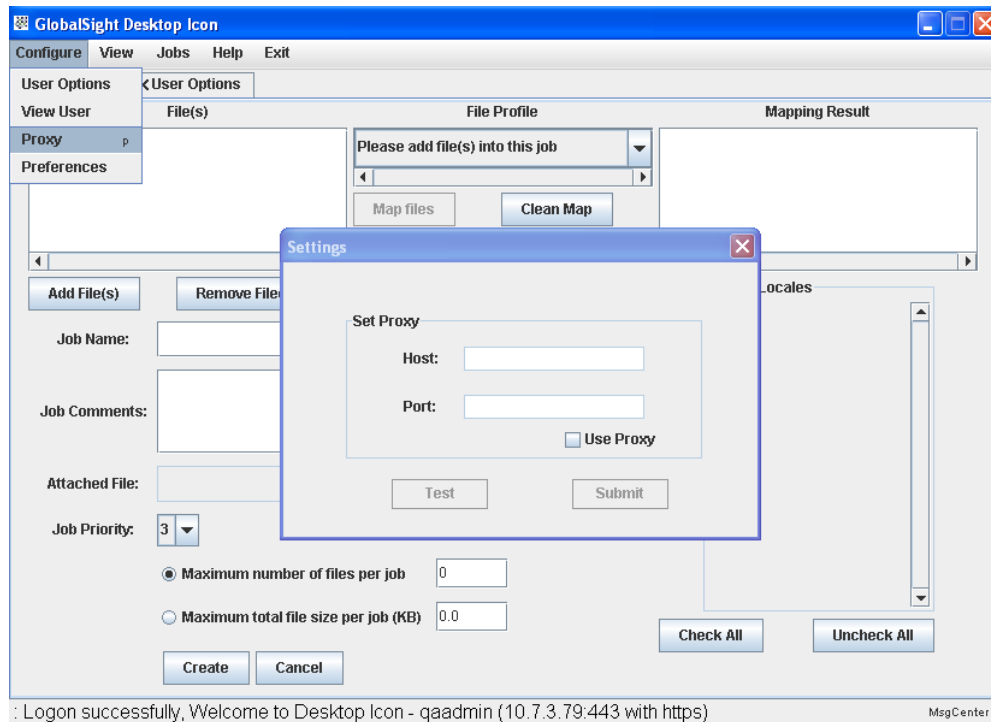 GlobalSight Desktop Icon
Configure View Jobs Help Exit
User Options
View User
Proxy p
Preferences
User Options
File(s) File Profile Mapping Result
Please add file(s) into this job
Map files Clean Map
Add File(s) Remove File
Locales
Settings
Set Proxy
Host:
Port:
Use Proxy
Test Submit
Job Name:
Job Comments:
Attached File:
Job Priority: 3
Maximum number of files per job 0
Maximum total file size per job (KB) 0.0
Check All Uncheck All
Create Cancel
: Logon successfully, Welcome to Desktop Icon - qaadmin (10.7.3.79:443 with https) MsgCenter